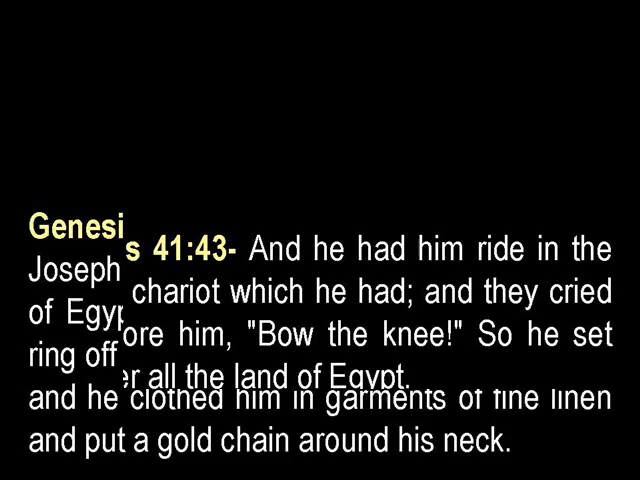 Genesi
s 41:43- And he had him ride in the
Joseph
chariot which he had; and they cried
of Egyp
ore him, "Bow the knee!" So he set
ring off
er all the land of Egypt.
and he clothed him in garments of fine linen
and put a gold chain around his neck.